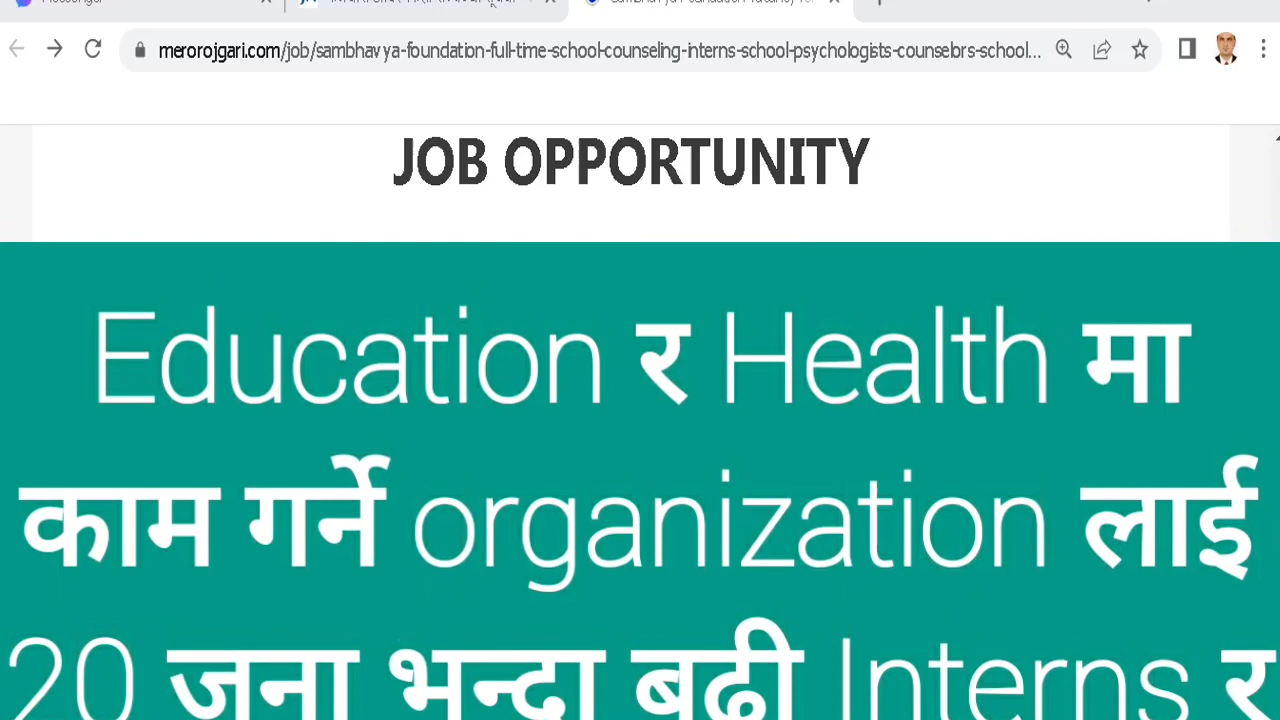 merorojgari.com/job/sambhavya-foundation-full-time-school-counseling-interns-school-psychologists-counselors-school...
JOB OPPORTUNITY
Education र Health मा
काम गर्ने organization लाई
20 जना भन्दा बढी Interns र